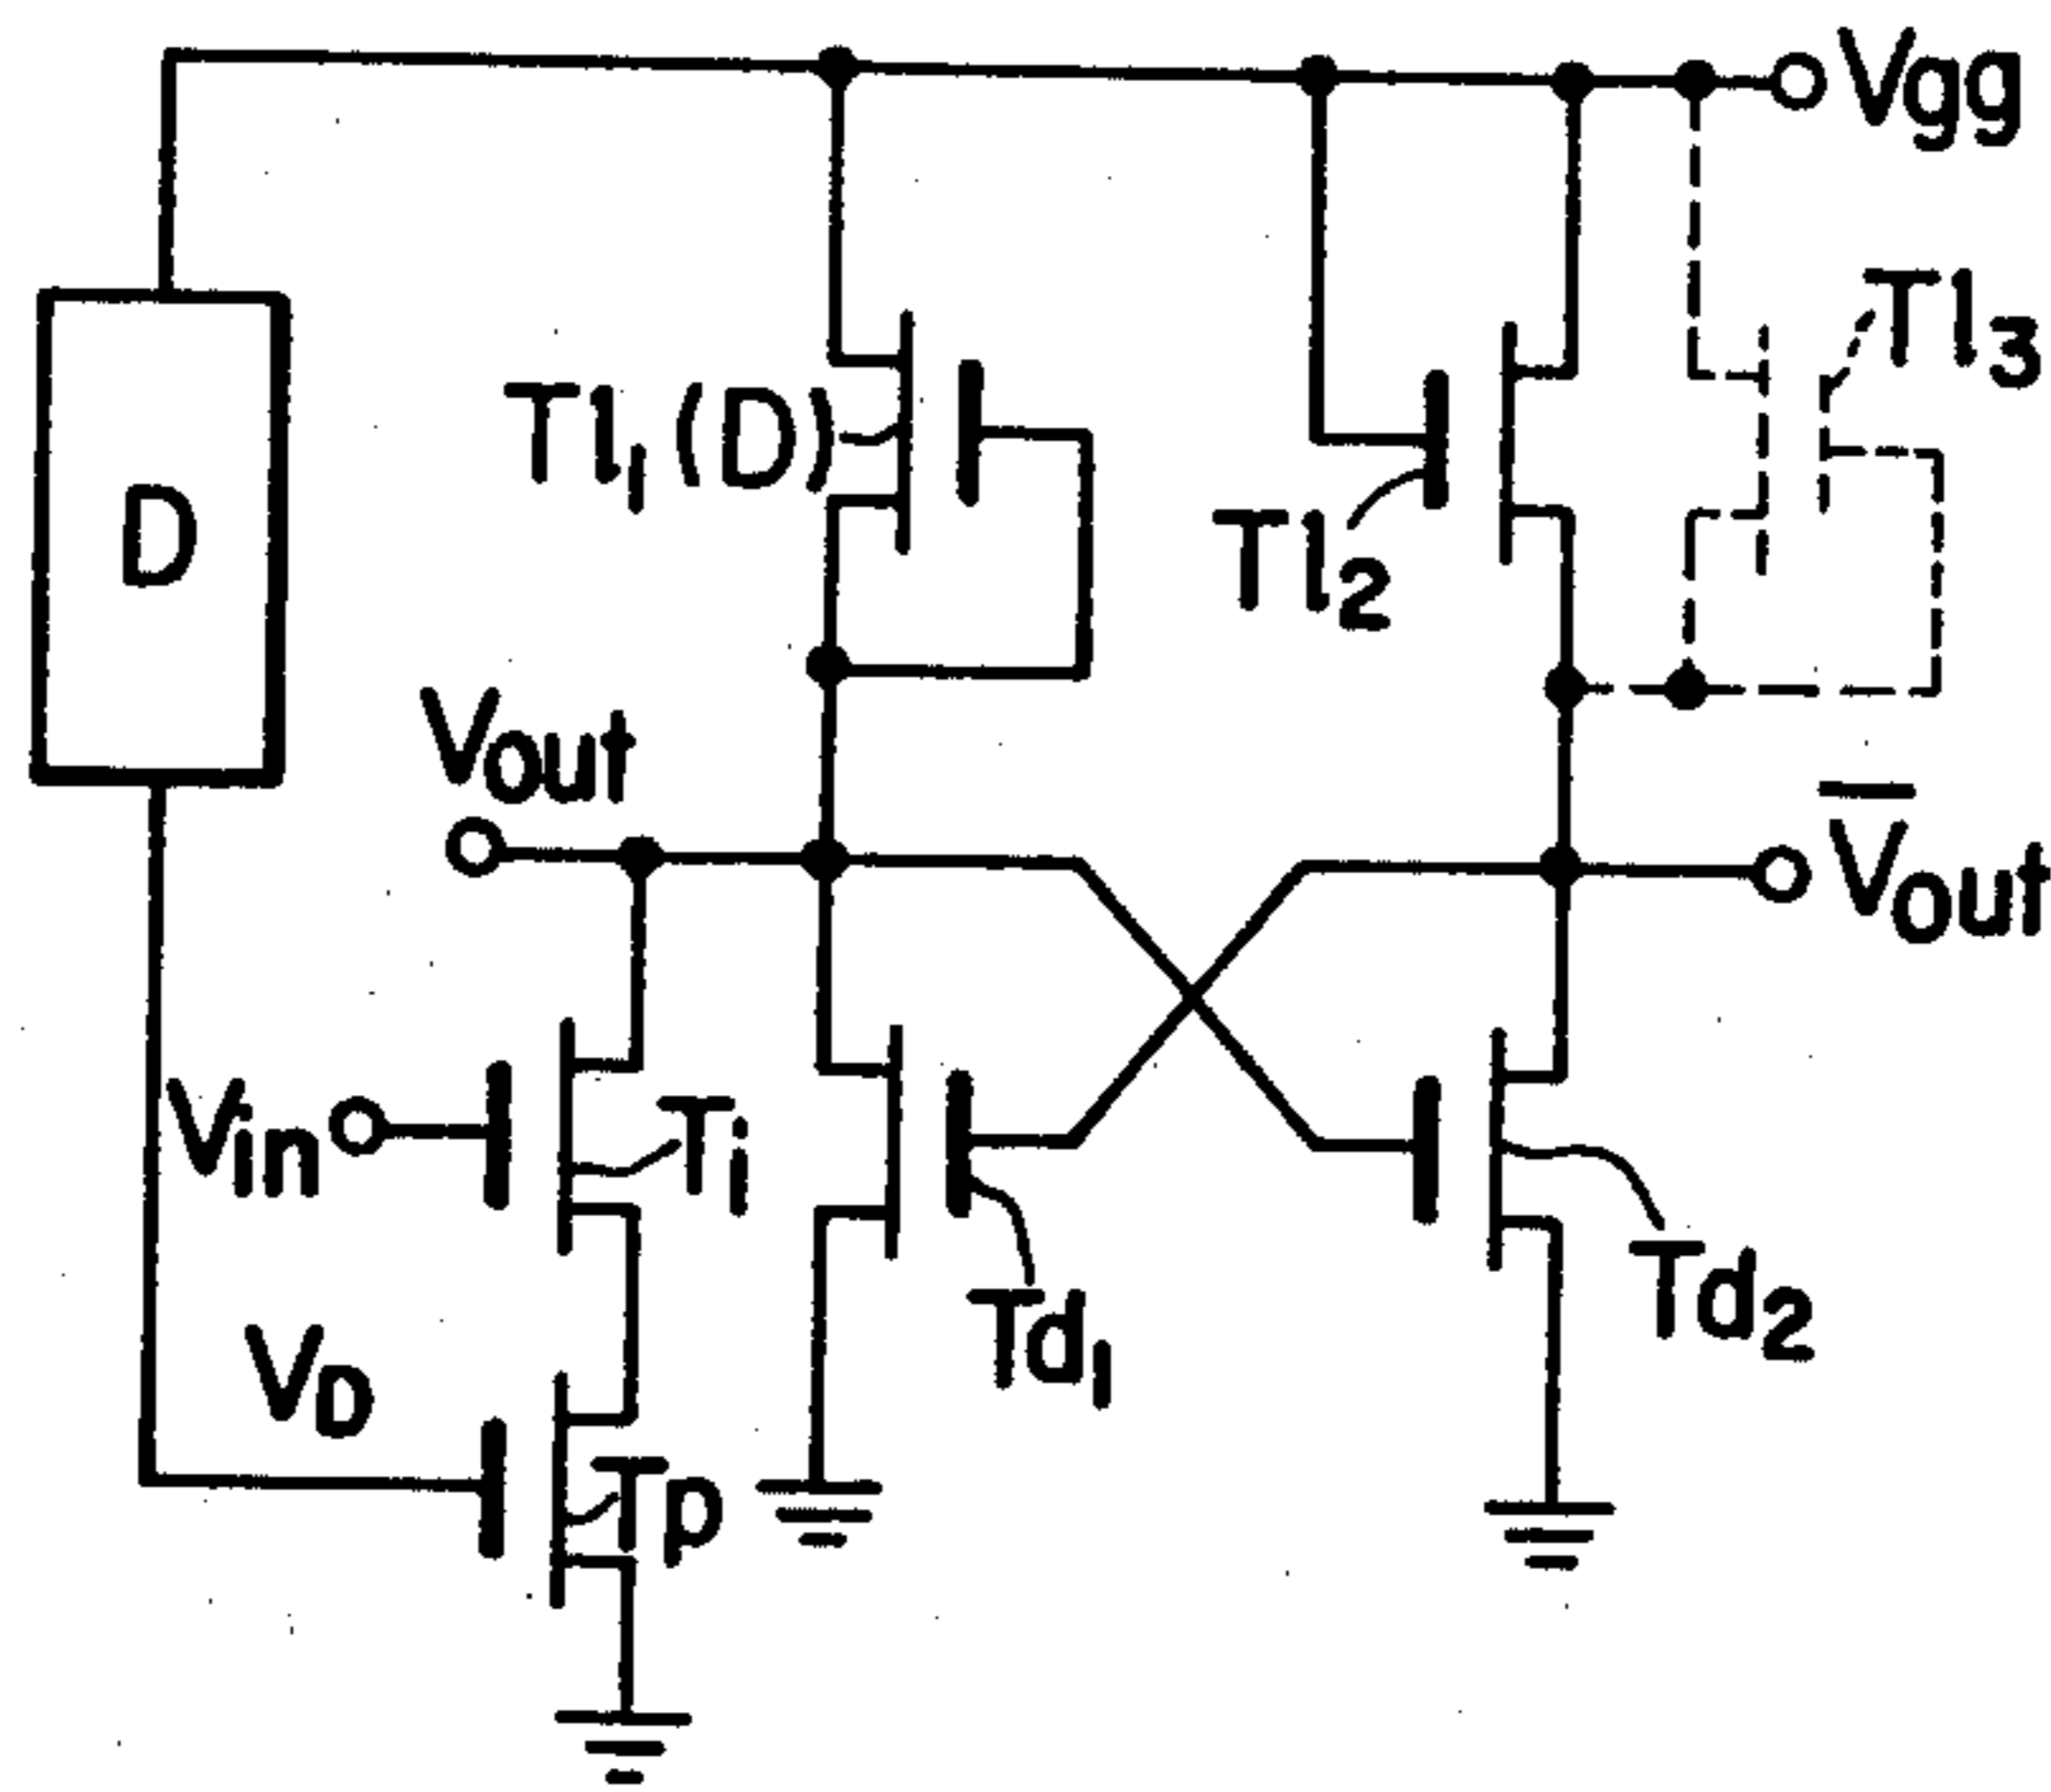 Vgg
Tl3
Tl1(D)
D
Tl2
Vout
V̅out
Vin
Ti
Td2
Td1
VD
Tp